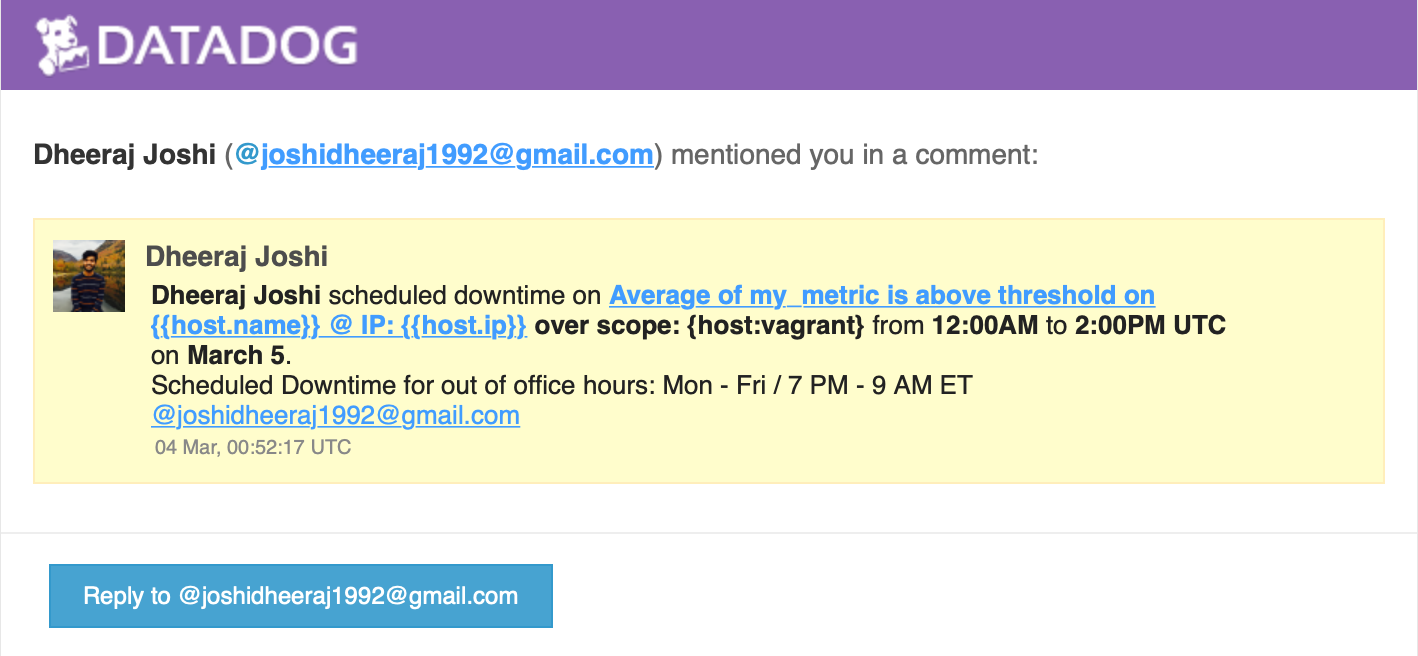 DATADOG
Dheeraj Joshi (@joshidheeraj1992@gmail.com) mentioned you in a comment:
Dheeraj Joshi
Dheeraj Joshi scheduled downtime on Average of my_metric is above threshold on
{{host.name}} @ IP: {{host.ip}} over scope: {host:vagrant} from 12:00AM to 2:00PM UTC
on March 5.
Scheduled Downtime for out of office hours: Mon - Fri / 7 PM - 9 AM ET
@joshidheeraj1992@gmail.com
04 Mar, 00:52:17 UTC
Reply to @joshidheeraj1992@gmail.com